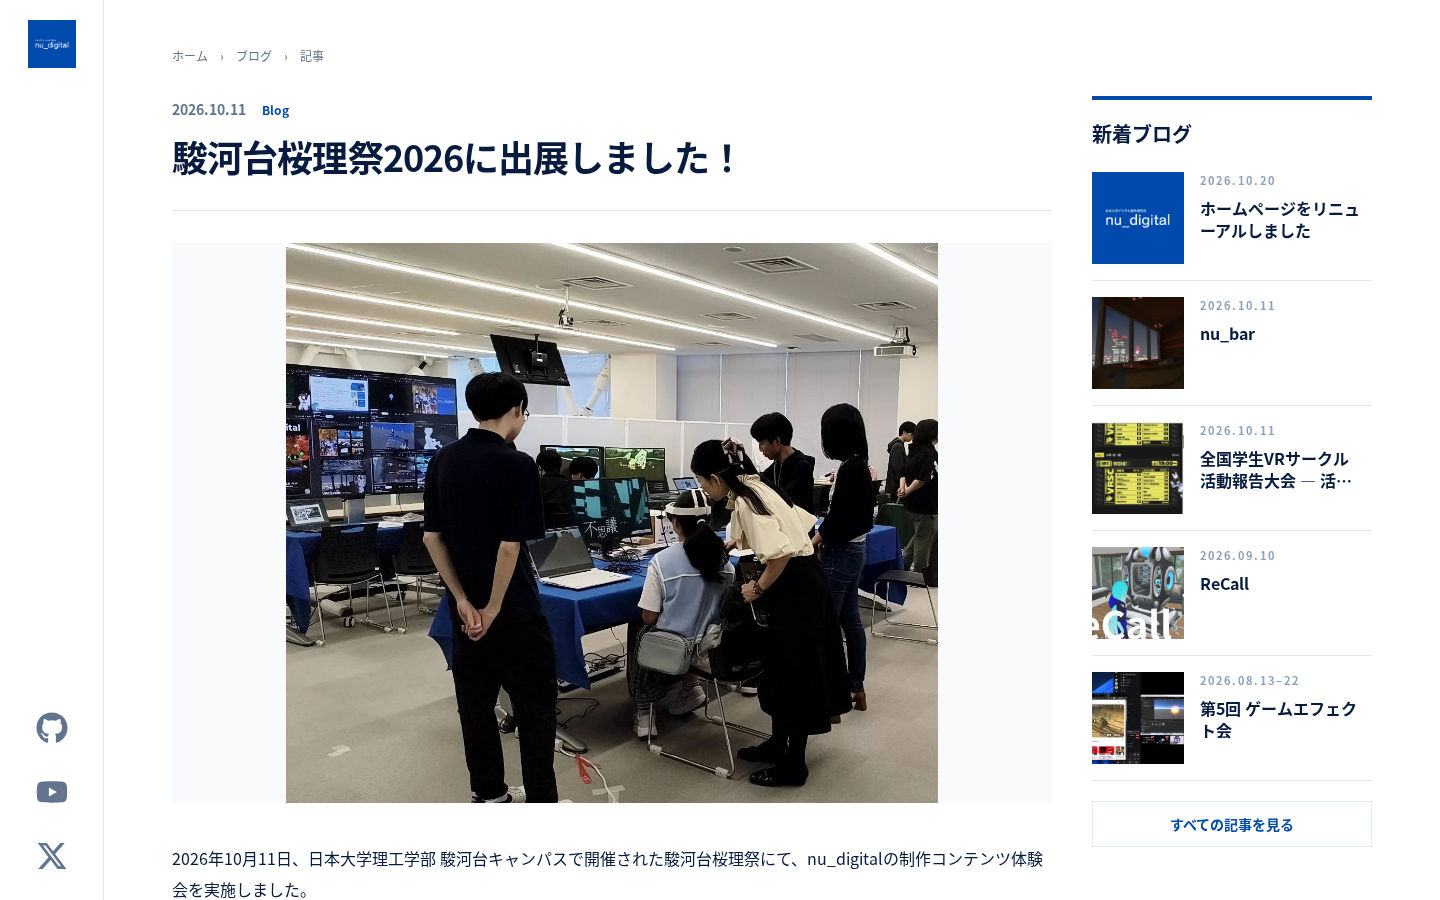 nu_digital
ホーム › ブログ › 記事
2026.10.11 Blog
駿河台桜理祭2026に出展しました！
不思議
2026年10月11日、日本大学理工学部 駿河台キャンパスで開催された駿河台桜理祭にて、nu_digitalの制作コンテンツ体験
会を実施しました。
新着ブログ
nu_digital
2026.10.20
ホームページをリニュ
ーアルしました
2026.10.11
nu_bar
2026.10.11
全国学生VRサークル
活動報告大会 — 活…
2026.09.10
ReCall
eCall
2026.08.13–22
第5回 ゲームエフェク
ト会
すべての記事を見る